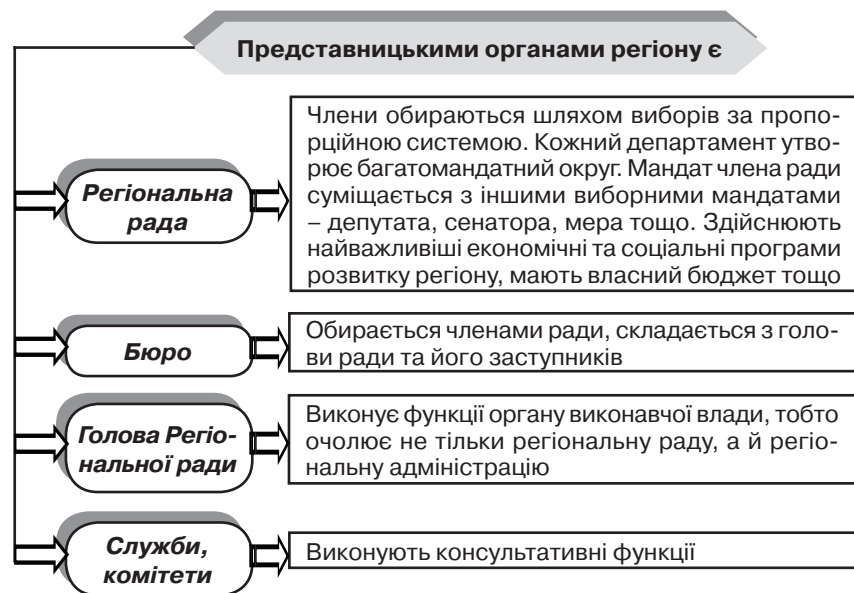 Представницькими органами регіону є
Регіональна
рада
Члени обираються шляхом виборів за пропо-
рційною системою. Кожний департамент утво-
рює багатомандатний округ. Мандат члена ради
суміщається з іншими виборними мандатами
– депутата, сенатора, мера тощо. Здійснюють
найважливіші економічні та соціальні програми
розвитку регіону, мають власний бюджет тощо
Бюро
Обирається членами ради, складається з голо-
ви ради та його заступників
Голова Регіо-
нальної ради
Виконує функції органу виконавчої влади, тобто
очолює не тільки регіональну раду, а й регіо-
нальну адміністрацію
Служби,
комітети
Виконують консультативні функції